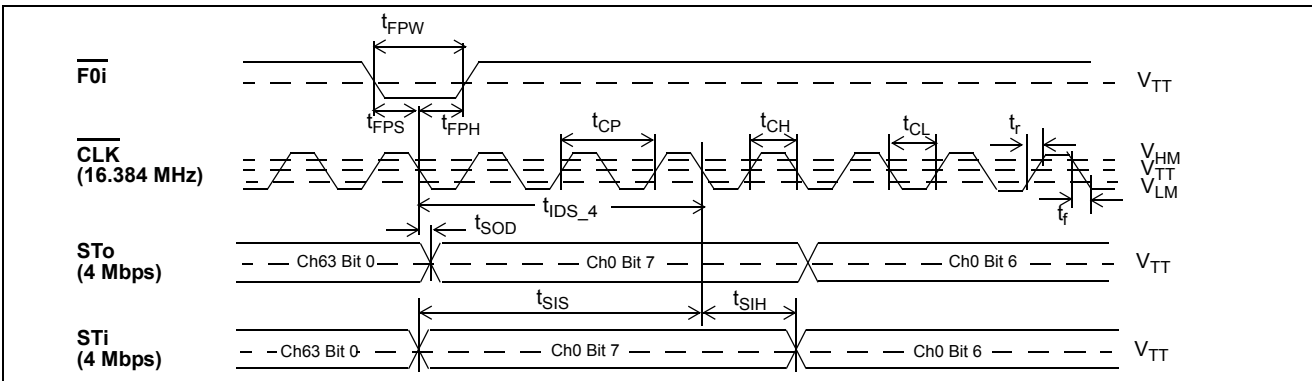 tFPW
F0i
VTT
tFPS
tFPH
tCP
tCH
tCL
tr
CLK
(16.384 MHz)
VHM
VTT
VLM
tIDS_4
tf
tSOD
STo
(4 Mbps)
Ch63 Bit 0
Ch0 Bit 7
Ch0 Bit 6
VTT
tSIS
tSIH
STi
(4 Mbps)
Ch63 Bit 0
Ch0 Bit 7
Ch0 Bit 6
VTT